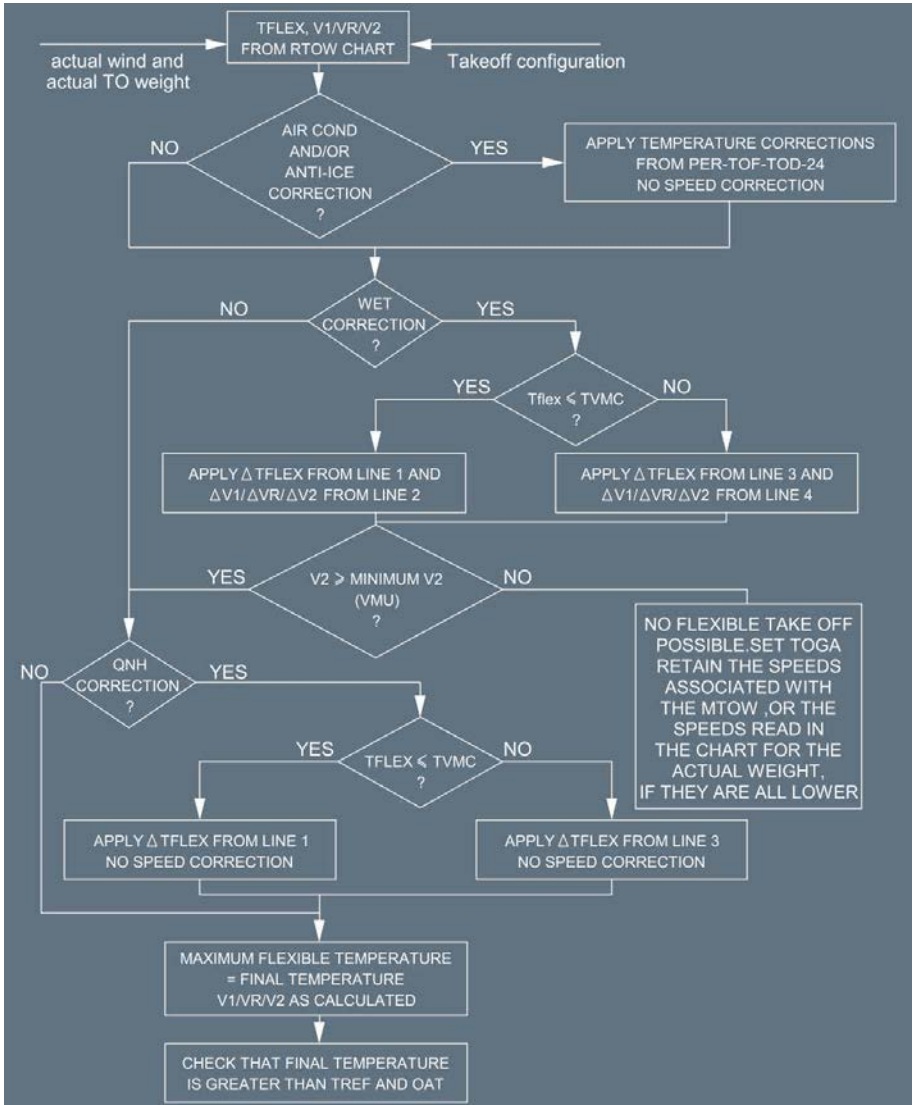 TFLEX, V1/VR/V2
FROM RTOW CHART
actual wind and
actual TO weight
Takeoff configuration
AIR COND
AND/OR
ANTI-ICE
CORRECTION
?
NO
YES
APPLY TEMPERATURE CORRECTIONS
FROM PER-TOF-TOD-24
NO SPEED CORRECTION
WET
CORRECTION
?
NO
YES
Tflex ⩽ TVMC
?
YES
NO
APPLY Δ TFLEX FROM LINE 1 AND
ΔV1/ΔVR/ΔV2 FROM LINE 2
APPLY Δ TFLEX FROM LINE 3 AND
ΔV1/ΔVR/ΔV2 FROM LINE 4
V2 ⩾ MINIMUM V2
(VMU)
?
YES
NO
NO FLEXIBLE TAKE OFF
POSSIBLE.SET TOGA
RETAIN THE SPEEDS
ASSOCIATED WITH
THE MTOW ,OR THE
SPEEDS READ IN
THE CHART FOR THE
ACTUAL WEIGHT,
IF THEY ARE ALL LOWER
QNH
CORRECTION
?
NO
YES
TFLEX ⩽ TVMC
?
YES
NO
APPLY Δ TFLEX FROM LINE 1
NO SPEED CORRECTION
APPLY Δ TFLEX FROM LINE 3
NO SPEED CORRECTION
MAXIMUM FLEXIBLE TEMPERATURE
= FINAL TEMPERATURE
V1/VR/V2 AS CALCULATED
CHECK THAT FINAL TEMPERATURE
IS GREATER THAN TREF AND OAT